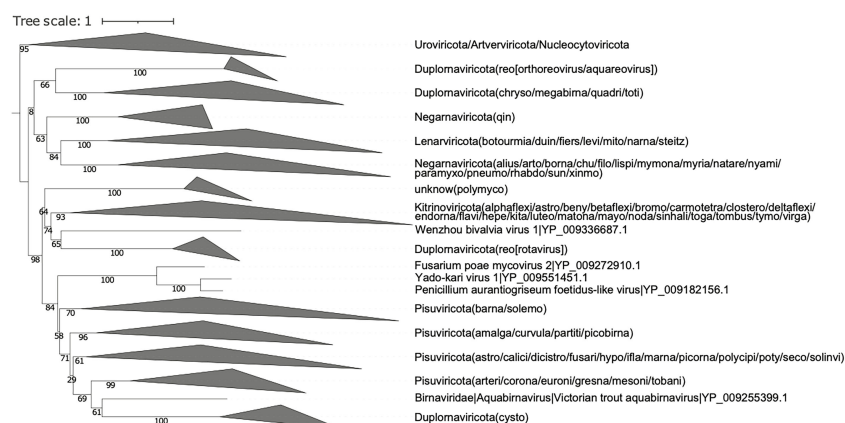 Tree scale: 1
95
Uroviricota/Artverviricota/Nucleocytoviricota
100
Duplomaviricota(reo[orthoreovirus/aquareovirus])
66
100
Duplomaviricota(chryso/megabirna/quadri/toti)
8
100
Negarnaviricota(qin)
63
100
Lenarviricota(botourmia/duin/fiers/levi/mito/narna/steitz)
84
100
Negarnaviricota(alius/arto/borna/chu/filo/lispi/mymona/myria/natare/nyami/
paramyxo/pneumo/rhabdo/sun/xinmo)
100
unknow(polymyco)
64
93
Kitrinoviricota(alphaflexi/astro/beny/betaflexi/bromo/carmotetra/clostero/deltaflexi/
endorna/flavi/hepe/kita/luteo/matona/mayo/noda/sinhali/toga/tombus/tymo/virga)
74
Wenzhou bivalvia virus 1|YP_009336687.1
65
100
Duplomaviricota(reo[rotavirus])
98
Fusarium poae mycovirus 2|YP_009272910.1
100
Yado-kari virus 1|YP_009551451.1
100
Penicillium aurantiogriseum foetidus-like virus|YP_009182156.1
84
70
Pisuviricota(barna/solemo)
58
96
Pisuviricota(amalga/curvula/partiti/picobirna)
71
61
Pisuviricota(astro/calici/dicistro/fusari/hypo/ifla/marna/picorna/polycipi/poty/seco/solinvi)
29
99
Pisuviricota(arteri/corona/euroni/gresna/mesoni/tobani)
69
Birnaviridae|Aquabirnavirus|Victorian trout aquabirnavirus|YP_009255399.1
61
100
Duplomaviricota(cysto)